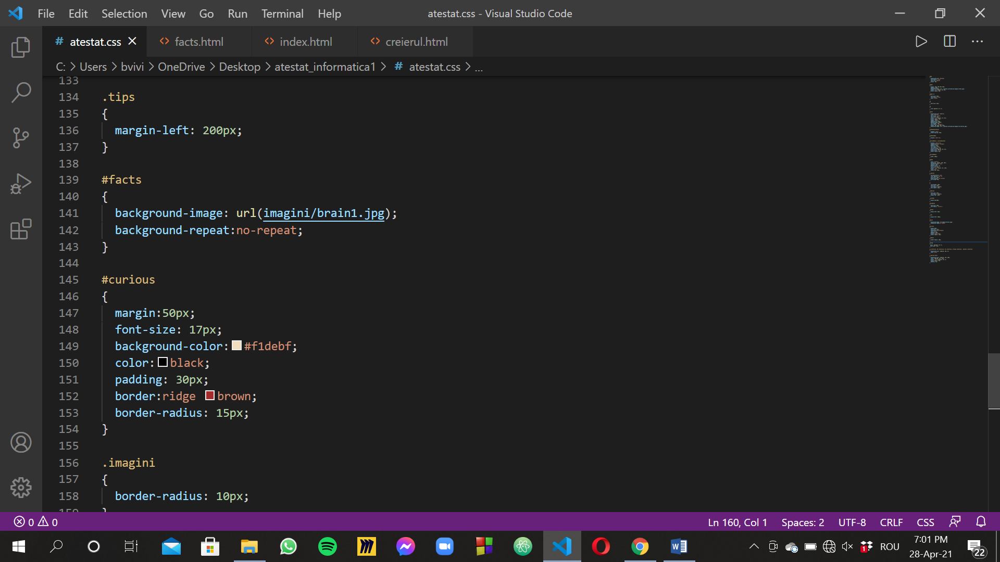 File Edit Selection View Go Run Terminal Help atestat.css - Visual Studio Code
# atestat.css facts.html index.html creierul.html
C: > Users > bvivi > OneDrive > Desktop > atestat_informatica1 > # atestat.css > ...
133
134 .tips
135 {
136 margin-left: 200px;
137 }
138
139 #facts
140 {
141 background-image: url(imagini/brain1.jpg);
142 background-repeat:no-repeat;
143 }
144
145 #curious
146 {
147 margin:50px;
148 font-size: 17px;
149 background-color: #f1debf;
150 color: black;
151 padding: 30px;
152 border:ridge brown;
153 border-radius: 15px;
154 }
155
156 .imagini
157 {
158 border-radius: 10px;
159 }
0 0 Ln 160, Col 1 Spaces: 2 UTF-8 CRLF CSS
1 ROU 7:01 PM
28-Apr-21 22